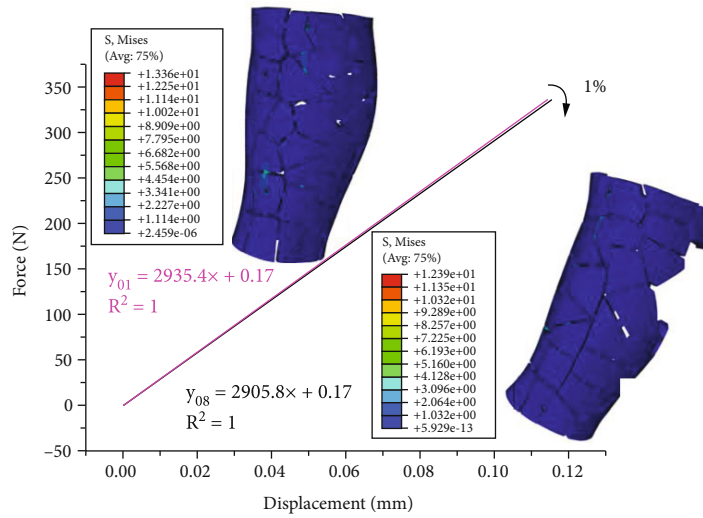 S, Mises
(Avg: 75%)
+1.336e+01
+1.225e+01
+1.114e+01
+1.002e+01
+8.909e+00
+7.795e+00
+6.682e+00
+5.568e+00
+4.454e+00
+3.341e+00
+2.227e+00
+1.114e+00
+2.459e-06
1%
S, Mises
(Avg: 75%)
+1.239e+01
+1.135e+01
+1.032e+01
+9.289e+00
+8.257e+00
+7.225e+00
+6.193e+00
+5.160e+00
+4.128e+00
+3.096e+00
+2.064e+00
+1.032e+00
+5.929e-13
y01 = 2935.4× + 0.17
R² = 1
y08 = 2905.8× + 0.17
R² = 1
Force (N)
350
300
250
200
150
100
50
0
−50
0.00 0.02 0.04 0.06 0.08 0.10 0.12
Displacement (mm)